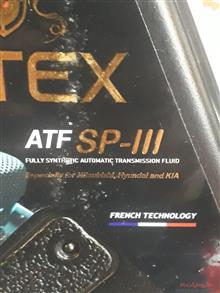 TEX
ATF SP-III
FULLY SYNTHETIC AUTOMATIC TRANSMISSION FLUID
Especially for Mitsubishi, Hyundai and KIA
FRENCH TECHNOLOGY